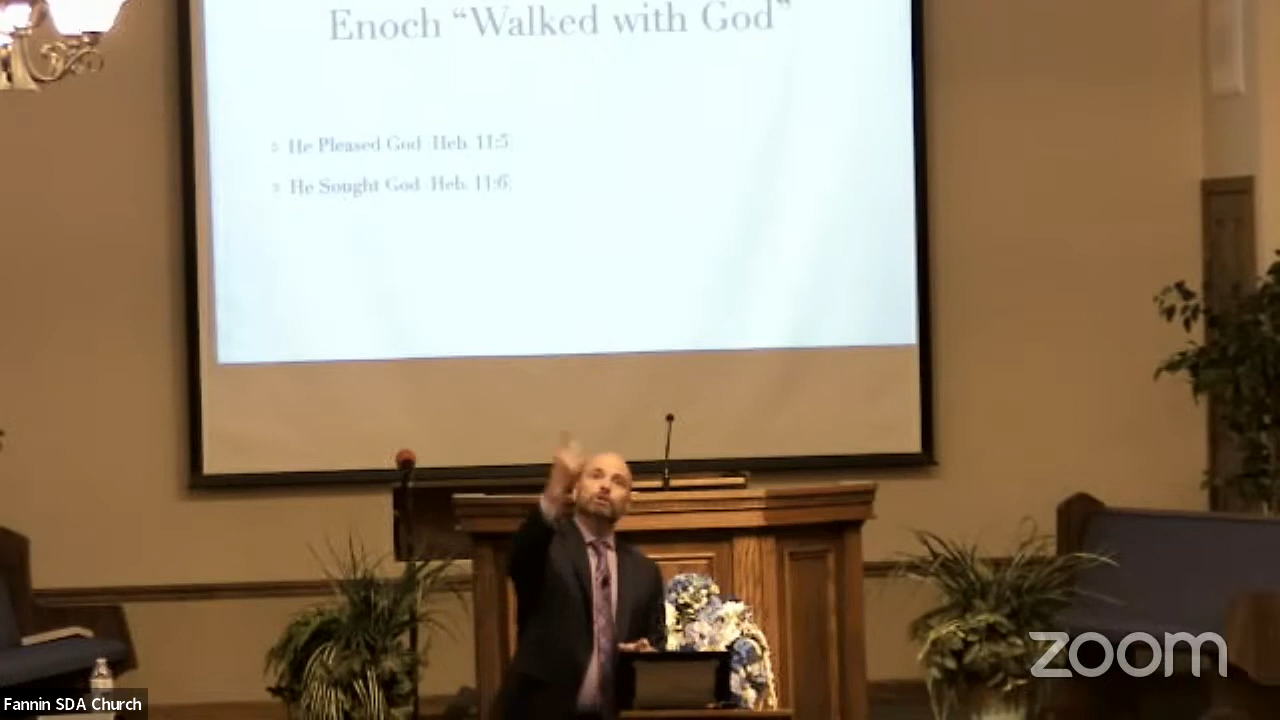 Enoch “Walked with God”
He Pleased God (Heb. 11:5)
He Sought God (Heb. 11:6)
zoom
Fannin SDA Church